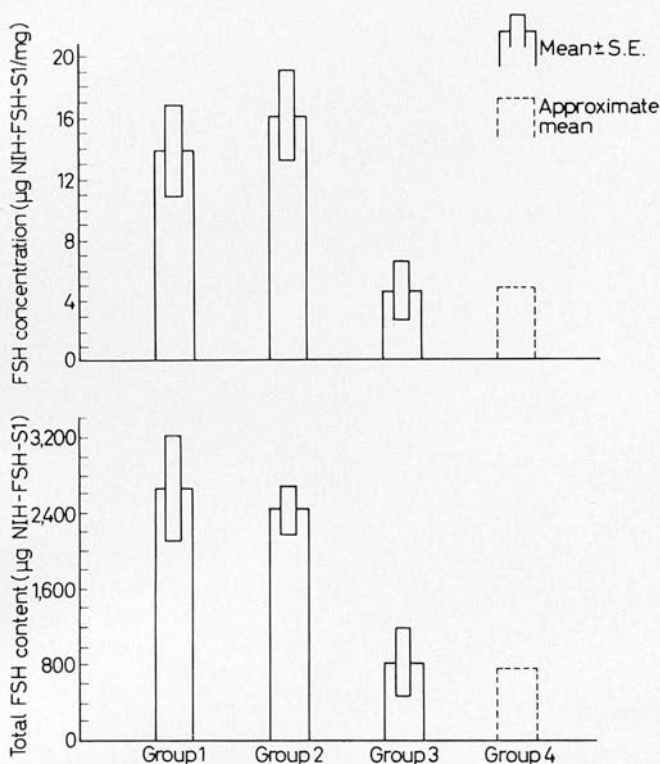 FSH concentration (µg NIH-FSH-S1/mg)
20
16
12
8
4
0
Mean ± S.E.
Approximate
mean
Total FSH content (µg NIH-FSH-S1)
3,200
2,400
1,600
800
0
Group 1
Group 2
Group 3
Group 4